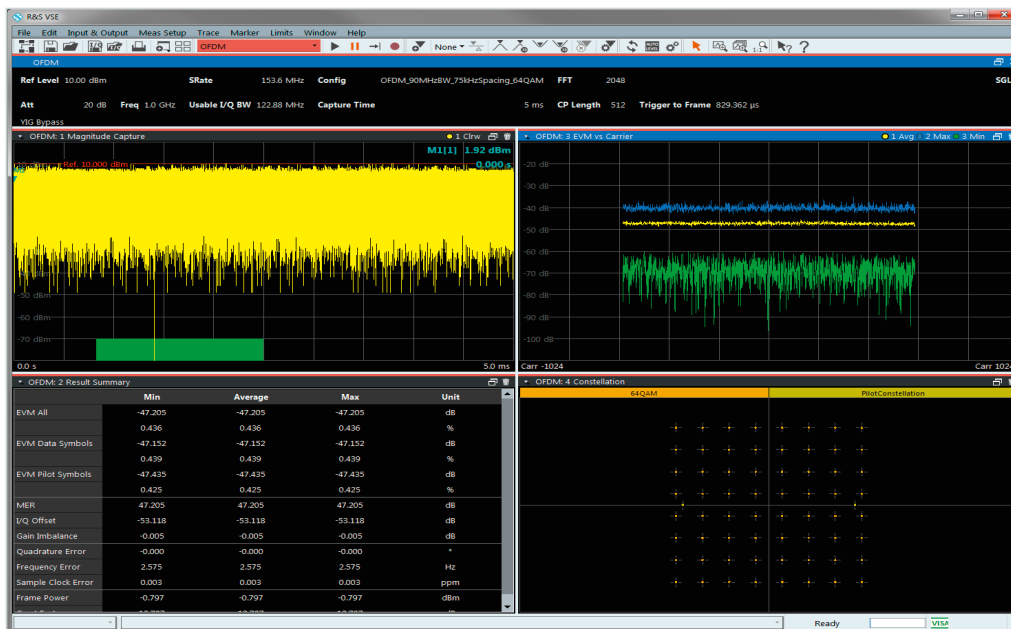 R&S VSE
File Edit Input & Output Meas Setup Trace Marker Limits Window Help
OFDM None
OFDM
Ref Level 10.00 dBm SRate 153.6 MHz Config OFDM_90MHzBW_75kHzSpacing_64QAM FFT 2048 SGL
Att 20 dB Freq 1.0 GHz Usable I/Q BW 122.88 MHz Capture Time 5 ms CP Length 512 Trigger to Frame 829.362 µs
YIG Bypass
OFDM: 1 Magnitude Capture 1 Clrw
M1[1] 1.92 dBm
Ref. 10.000 dBm 0.000 s
-50 dBm
-60 dBm
-70 dBm
0.0 s 5.0 ms
OFDM: 3 EVM vs Carrier 1 Avg 2 Max 3 Min
-20 dB
-30 dB
-40 dB
-50 dB
-60 dB
-70 dB
-80 dB
-90 dB
-100 dB
Carr -1024 Carr 1024
OFDM: 2 Result Summary
Min Average Max Unit
EVM All -47.205 -47.205 -47.205 dB
0.436 0.436 0.436 %
EVM Data Symbols -47.152 -47.152 -47.152 dB
0.439 0.439 0.439 %
EVM Pilot Symbols -47.435 -47.435 -47.435 dB
0.425 0.425 0.425 %
MER 47.205 47.205 47.205 dB
I/Q Offset -53.118 -53.118 -53.118 dB
Gain Imbalance -0.005 -0.005 -0.005 dB
Quadrature Error -0.000 -0.000 -0.000 °
Frequency Error 2.575 2.575 2.575 Hz
Sample Clock Error 0.003 0.003 0.003 ppm
Frame Power -0.797 -0.797 -0.797 dBm
OFDM: 4 Constellation
64QAM PilotConstellation
Ready VISA